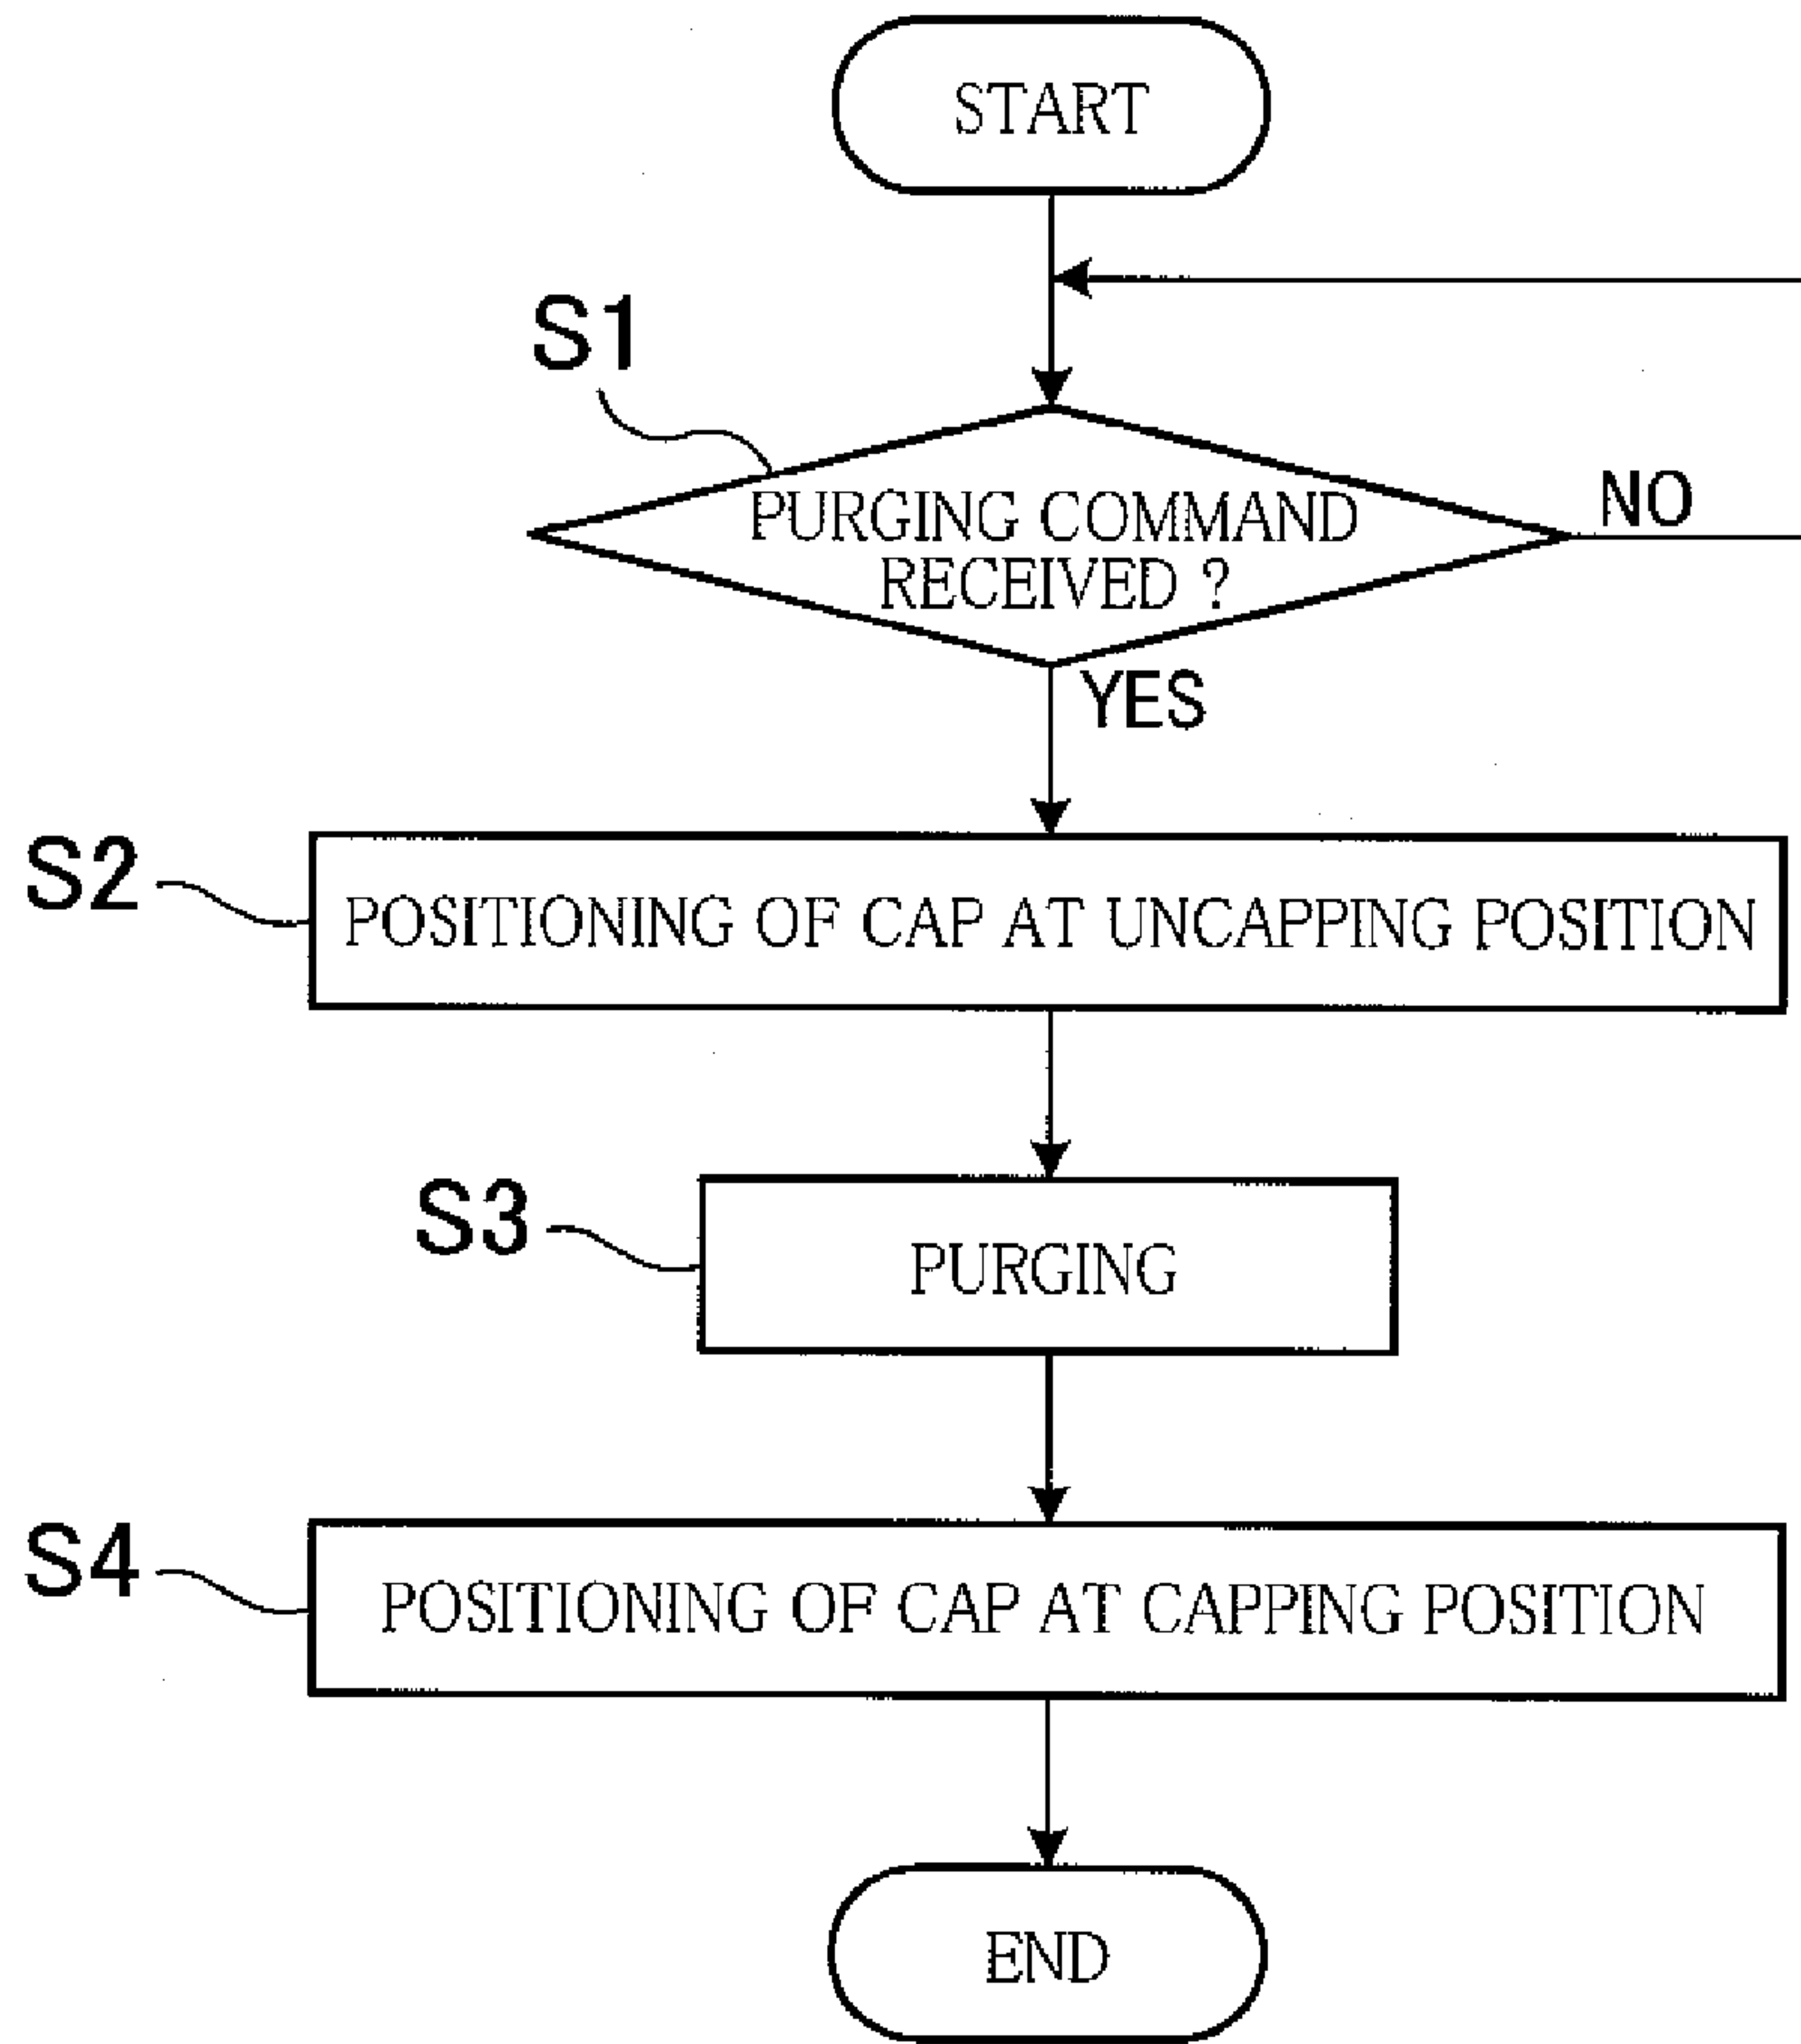 START
S1
PURGING COMMAND
RECEIVED ?
NO
YES
S2
POSITIONING OF CAP AT UNCAPPING POSITION
S3
PURGING
S4
POSITIONING OF CAP AT CAPPING POSITION
END